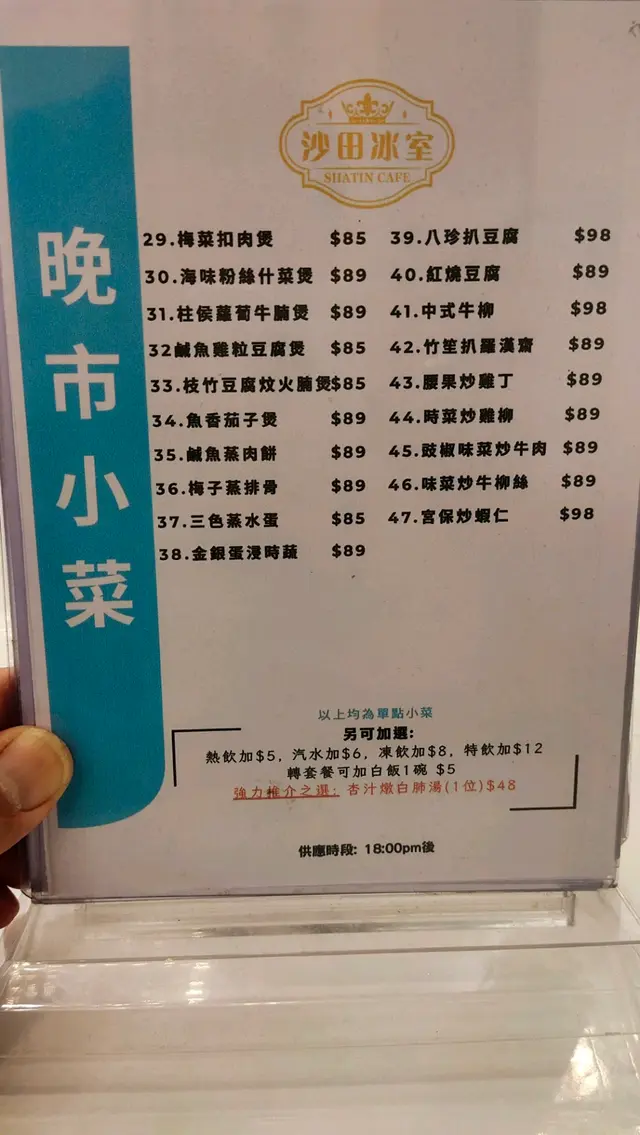 沙田冰室
SHATIN CAFE
晚市小菜
29.梅菜扣肉煲 $85
30.海味粉絲什菜煲 $89
31.柱侯蘿蔔牛腩煲 $89
32鹹魚雞粒豆腐煲 $85
33.枝竹豆腐炆火腩煲$85
34.魚香茄子煲 $89
35.鹹魚蒸肉餅 $89
36.梅子蒸排骨 $89
37.三色蒸水蛋 $85
38.金銀蛋浸時蔬 $89
39.八珍扒豆腐 $98
40.紅燒豆腐 $89
41.中式牛柳 $98
42.竹笙扒羅漢齋 $89
43.腰果炒雞丁 $89
44.時菜炒雞柳 $89
45.豉椒味菜炒牛肉 $89
46.味菜炒牛柳絲 $89
47.宮保炒蝦仁 $98
以上均為單點小菜
另可加選:
熱飲加$5, 汽水加$6, 凍飲加$8, 特飲加$12
轉套餐可加白飯1碗 $5
強力推介之選: 杏汁燉白肺湯(1位)$48
供應時段: 18:00pm後